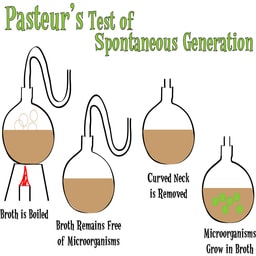 Pasteur's Test of
Spontaneous Generation
Broth is Boiled
Broth Remains Free
of Microorganisms
Curved Neck
is Removed
Microorganisms
Grow in Broth